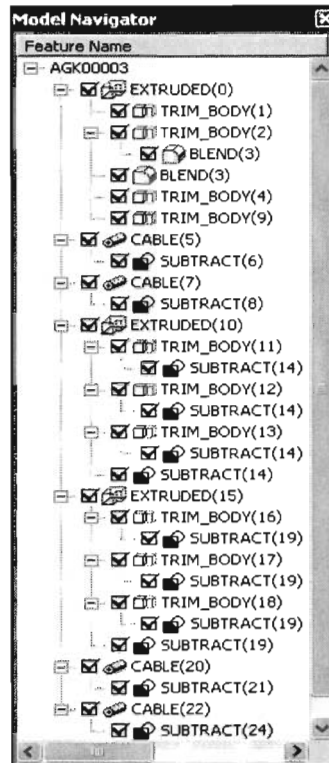 Model Navigator
Feature Name
AGK00003
EXTRUDED(0)
TRIM_BODY(1)
TRIM_BODY(2)
BLEND(3)
BLEND(3)
TRIM_BODY(4)
TRIM_BODY(9)
CABLE(5)
SUBTRACT(6)
CABLE(7)
SUBTRACT(8)
EXTRUDED(10)
TRIM_BODY(11)
SUBTRACT(14)
TRIM_BODY(12)
SUBTRACT(14)
TRIM_BODY(13)
SUBTRACT(14)
SUBTRACT(14)
EXTRUDED(15)
TRIM_BODY(16)
SUBTRACT(19)
TRIM_BODY(17)
SUBTRACT(19)
TRIM_BODY(18)
SUBTRACT(19)
SUBTRACT(19)
CABLE(20)
SUBTRACT(21)
CABLE(22)
SUBTRACT(24)